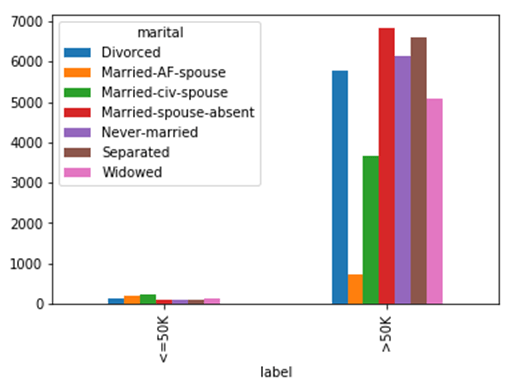 7000
6000
5000
4000
3000
2000
1000
0
marital
Divorced
Married-AF-spouse
Married-civ-spouse
Married-spouse-absent
Never-married
Separated
Widowed
<=50K
>50K
label